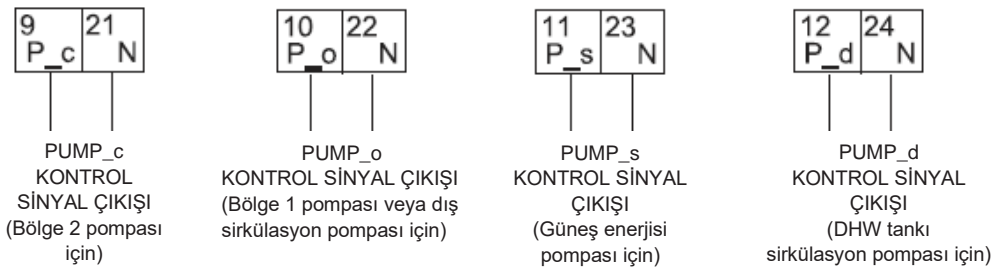 9 21
P_c N
PUMP_c
KONTROL
SİNYAL ÇIKIŞI
(Bölge 2 pompası
için)
10 22
P_o N
PUMP_o
KONTROL SİNYAL ÇIKIŞI
(Bölge 1 pompası veya dış
sirkülasyon pompası için)
11 23
P_s N
PUMP_s
KONTROL SİNYAL
ÇIKIŞI
(Güneş enerjisi
pompası için)
12 24
P_d N
PUMP_d
KONTROL SİNYAL
ÇIKIŞI
(DHW tankı
sirkülasyon pompası için)